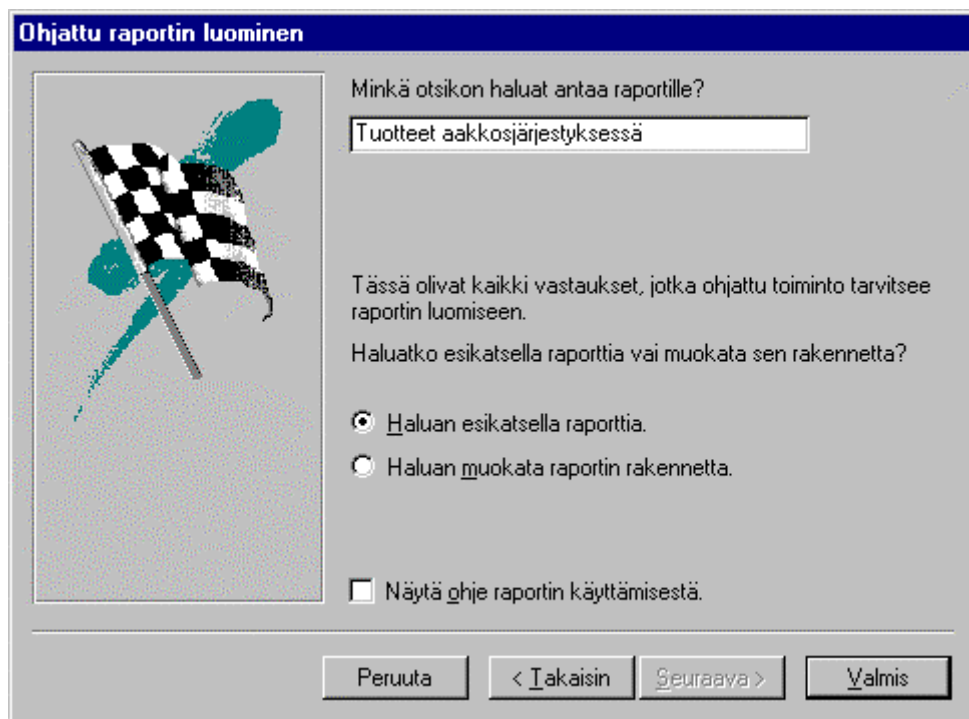 Ohjattu raportin luominen
Minkä otsikon haluat antaa raportille?
Tuotteet aakkosjärjestyksessä
Tässä olivat kaikki vastaukset, jotka ohjattu toiminto tarvitsee
raportin luomiseen.
Haluatko esikatsella raporttia vai muokata sen rakennetta?
Haluan esikatsella raporttia.
Haluan muokata raportin rakennetta.
Näytä ohje raportin käyttämisestä.
Peruuta < Takaisin Seuraava > Valmis